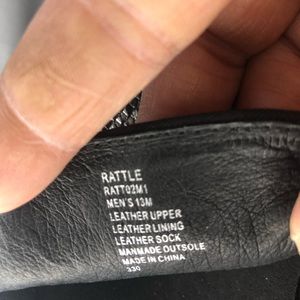 RATTLE
RATT02M1
MEN'S 13M
LEATHER UPPER
LEATHER LINING
LEATHER SOCK
MANMADE OUTSOLE
MADE IN CHINA
330